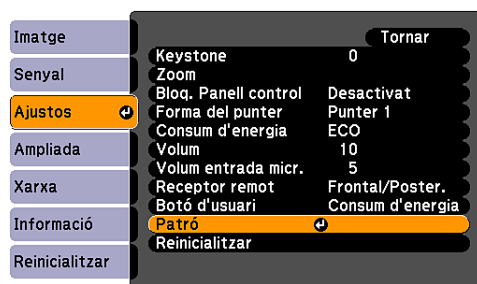 Imatge
Senyal
Ajustos
Ampliada
Xarxa
Informació
Reinicialitzar
Tornar
Keystone 0
Zoom
Bloq. Panell control Desactivat
Forma del punter Punter 1
Consum d'energia ECO
Volum 10
Volum entrada micr. 5
Receptor remot Frontal/Poster.
Botó d'usuari Consum d'energia
Patró
Reinicialitzar